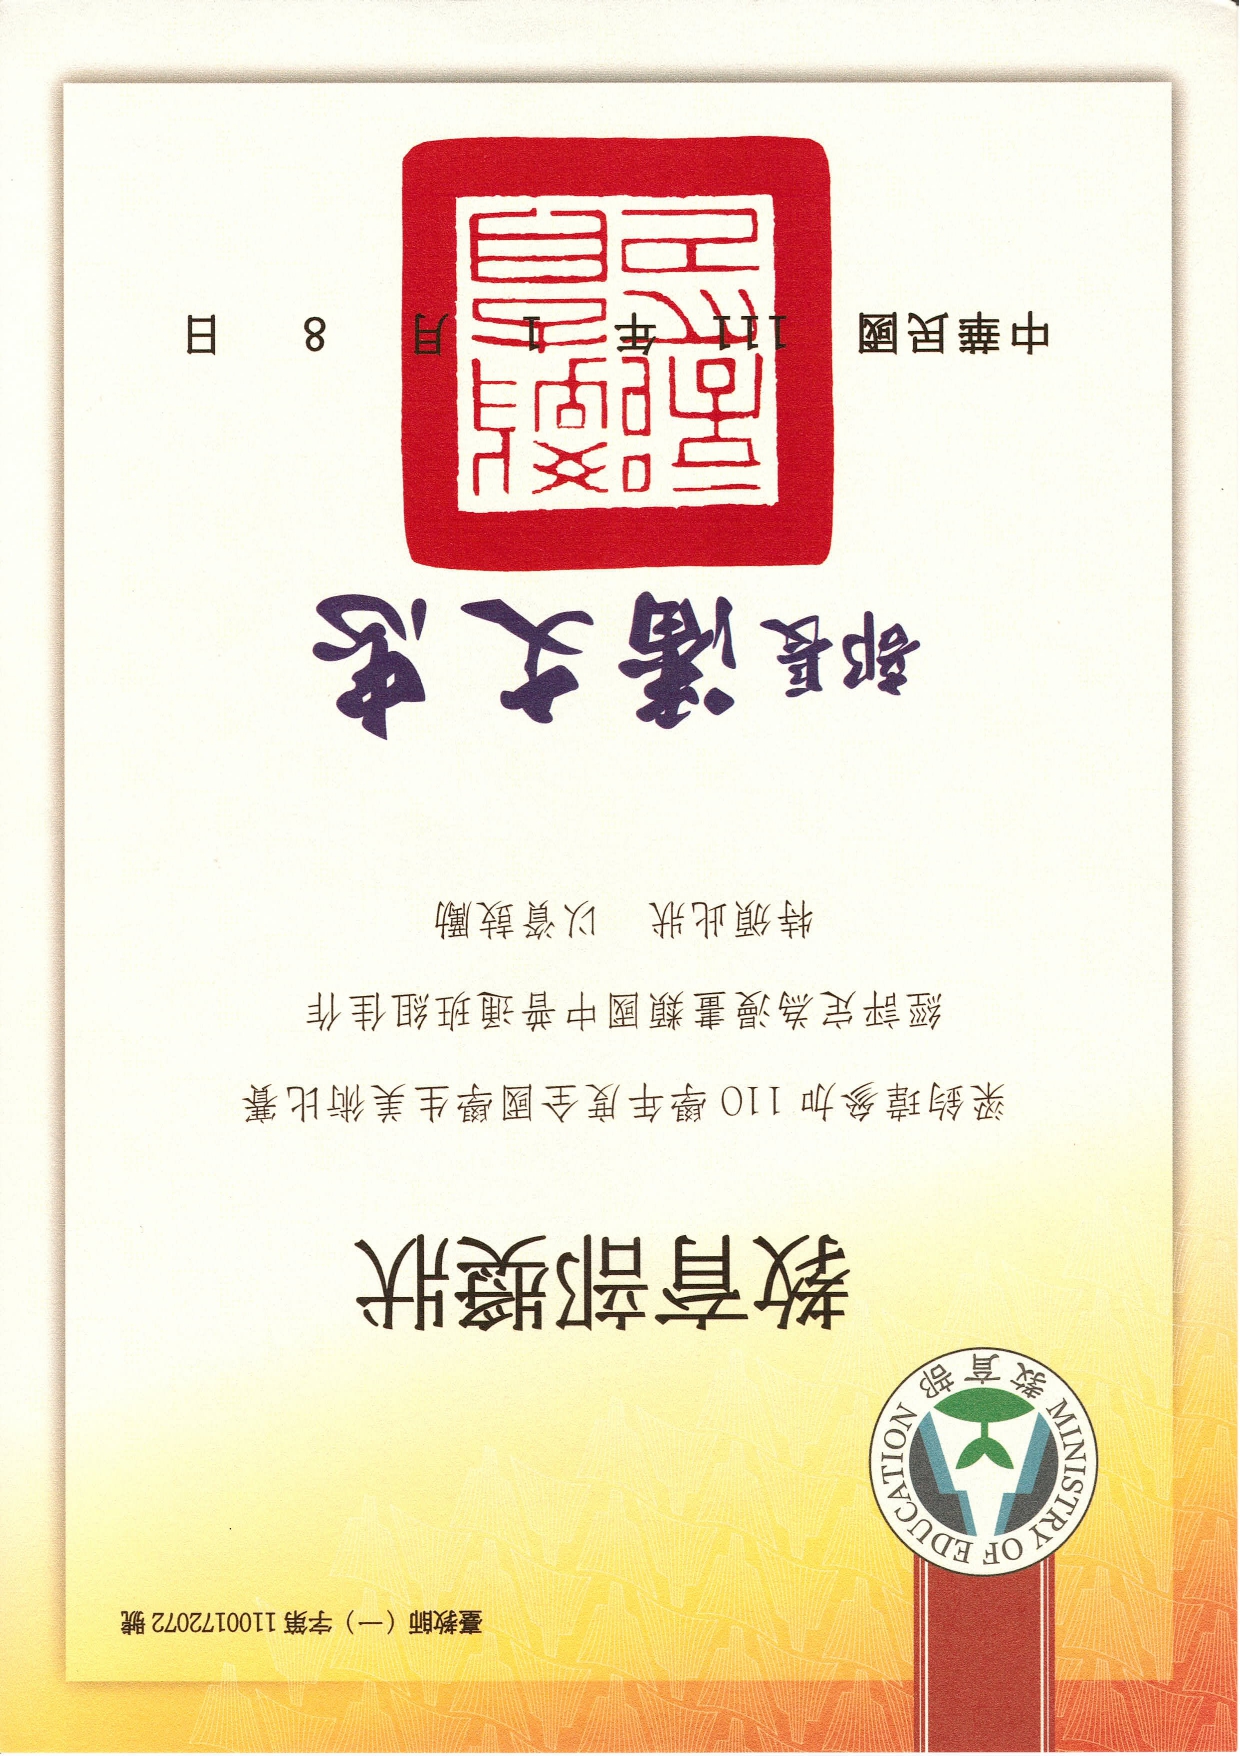 臺教師（一）字第1100172072號
MINISTRY OF EDUCATION
教育部
教育部獎狀
梁鈞瑋參加110學年度全國學生美術比賽
經評定為漫畫類國中普通班組佳作
特頒此狀　以資鼓勵
部長潘文忠
教育部印
中華民國 111 年 1 月 8 日